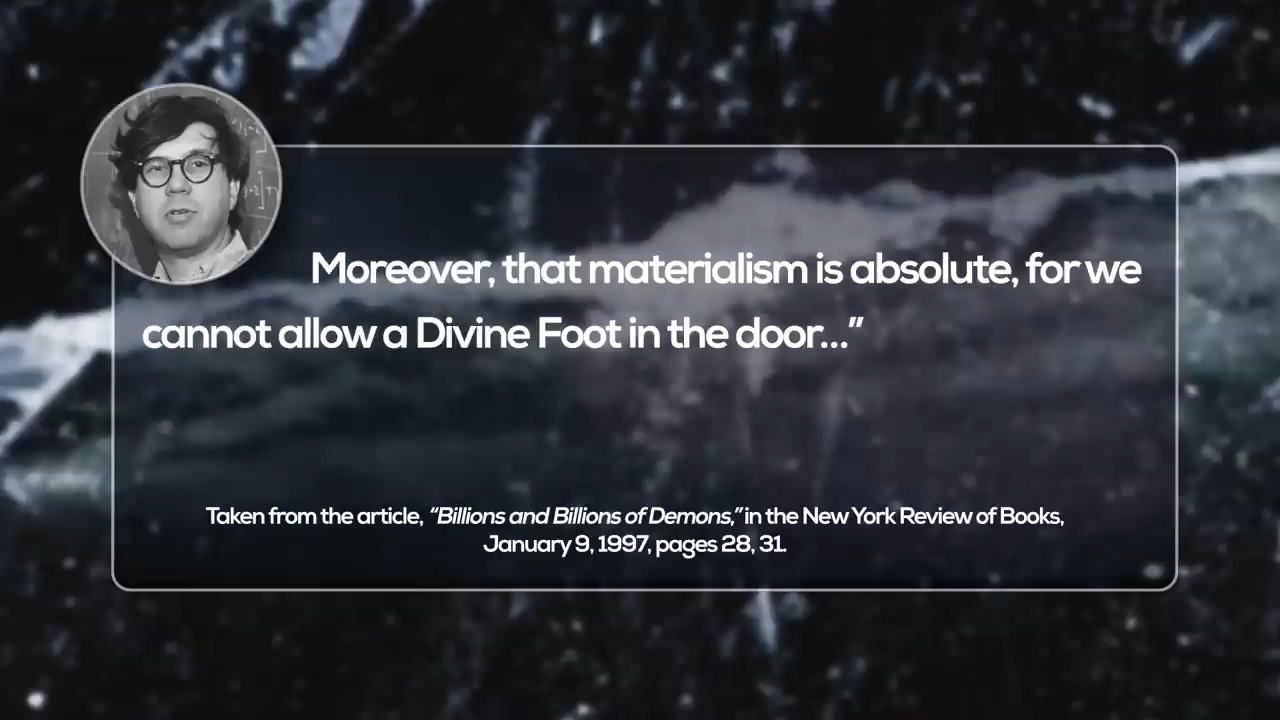 Moreover, that materialism is absolute, for we
cannot allow a Divine Foot in the door...”
Taken from the article, “Billions and Billions of Demons,” in the New York Review of Books,
January 9, 1997, pages 28, 31.